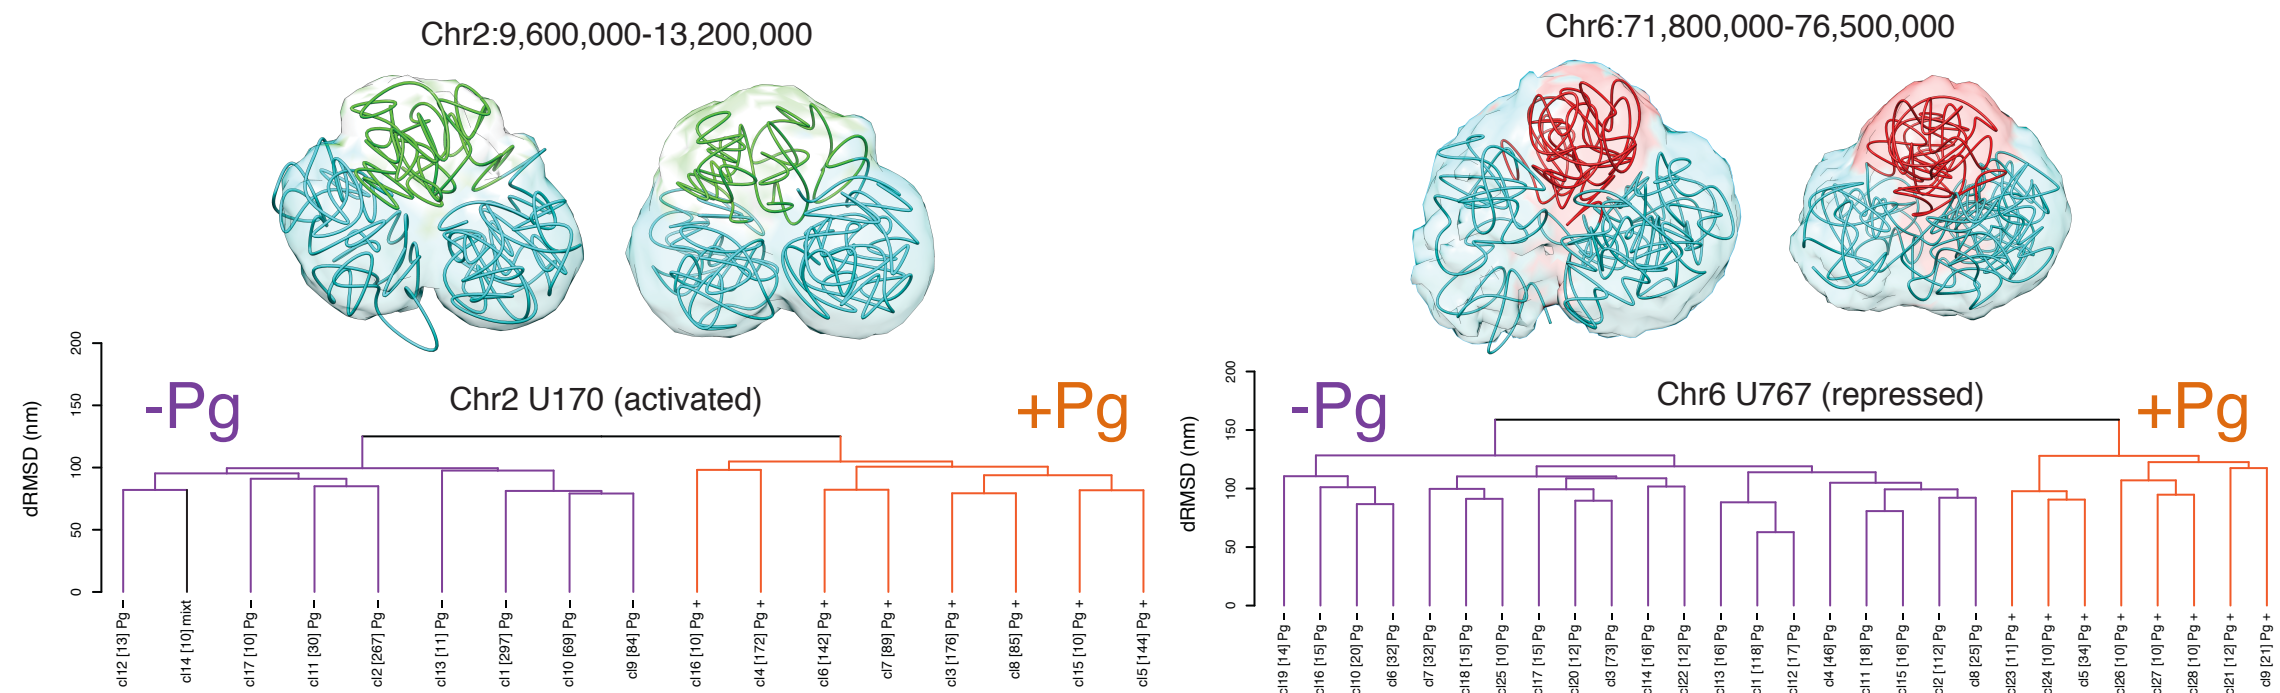 Chr2:9,600,000-13,200,000
Chr6:71,800,000-76,500,000
dRMSD (nm)
200
150
100
50
0
-Pg
Chr2 U170 (activated)
+Pg
cl12 [13] Pg -
cl14 [10] mixt
cl17 [10] Pg -
cl11 [30] Pg -
cl2 [267] Pg -
cl13 [11] Pg -
cl1 [297] Pg -
cl10 [69] Pg -
cl9 [84] Pg -
cl16 [10] Pg +
cl4 [172] Pg +
cl6 [142] Pg +
cl7 [89] Pg +
cl3 [176] Pg +
cl8 [85] Pg +
cl15 [10] Pg +
cl5 [144] Pg +
dRMSD (nm)
200
150
100
50
0
-Pg
Chr6 U767 (repressed)
+Pg
cl19 [14] Pg -
cl16 [15] Pg -
cl10 [20] Pg -
cl6 [32] Pg -
cl7 [32] Pg -
cl18 [15] Pg -
cl25 [10] Pg -
cl17 [15] Pg -
cl20 [12] Pg -
cl3 [73] Pg -
cl14 [16] Pg -
cl22 [12] Pg -
cl13 [16] Pg -
cl1 [118] Pg -
cl12 [17] Pg -
cl4 [46] Pg -
cl11 [18] Pg -
cl15 [16] Pg -
cl2 [112] Pg -
cl8 [25] Pg -
cl23 [11] Pg +
cl24 [10] Pg +
cl5 [34] Pg +
cl26 [10] Pg +
cl27 [10] Pg +
cl28 [10] Pg +
cl21 [12] Pg +
cl9 [21] Pg +